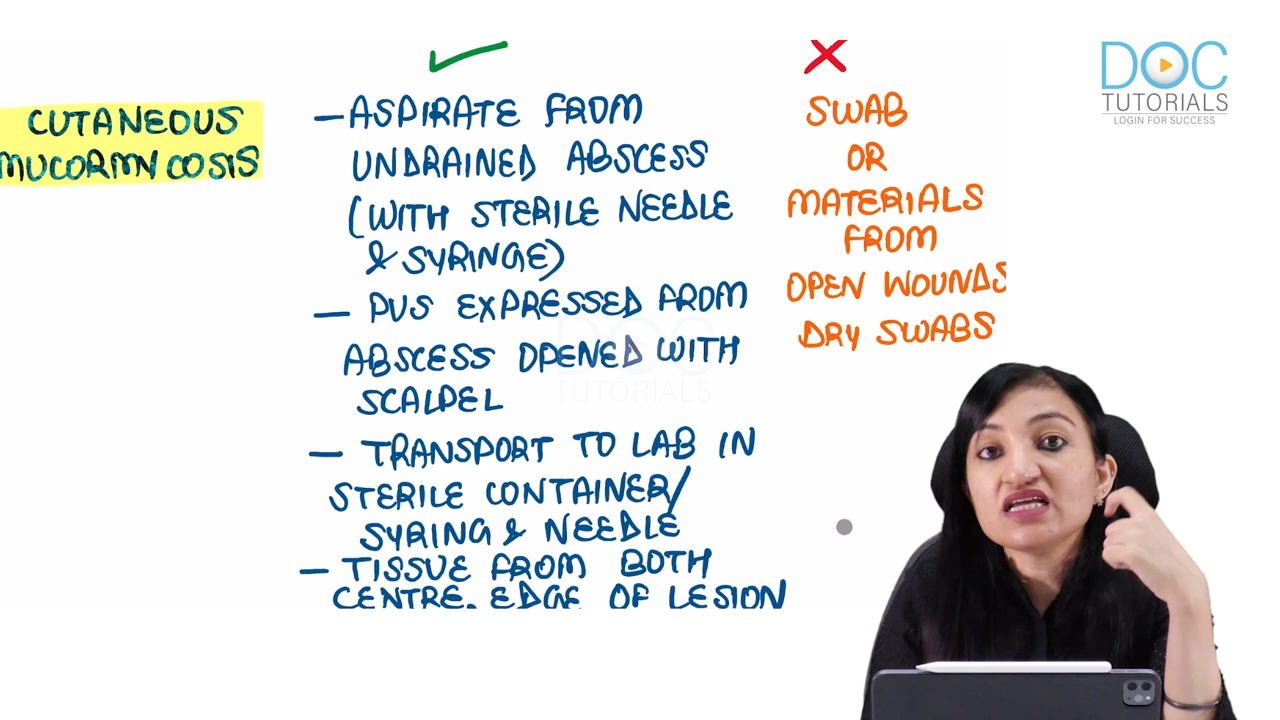 CUTANEOUS
MUCORMYCOSIS
— ASPIRATE FROM
UNDRAINED ABSCESS
(WITH STERILE NEEDLE
& SYRINGE)
— PUS EXPRESSED FROM
ABSCESS OPENED WITH
SCALPEL
— TRANSPORT TO LAB IN
STERILE CONTAINER/
SYRING & NEEDLE
— TISSUE FROM BOTH
CENTRE, EDGE OF LESION
SWAB
OR
MATERIALS
FROM
OPEN WOUNDS
DRY SWABS
DOC
TUTORIALS
LOGIN FOR SUCCESS
DOC
TUTORIALS